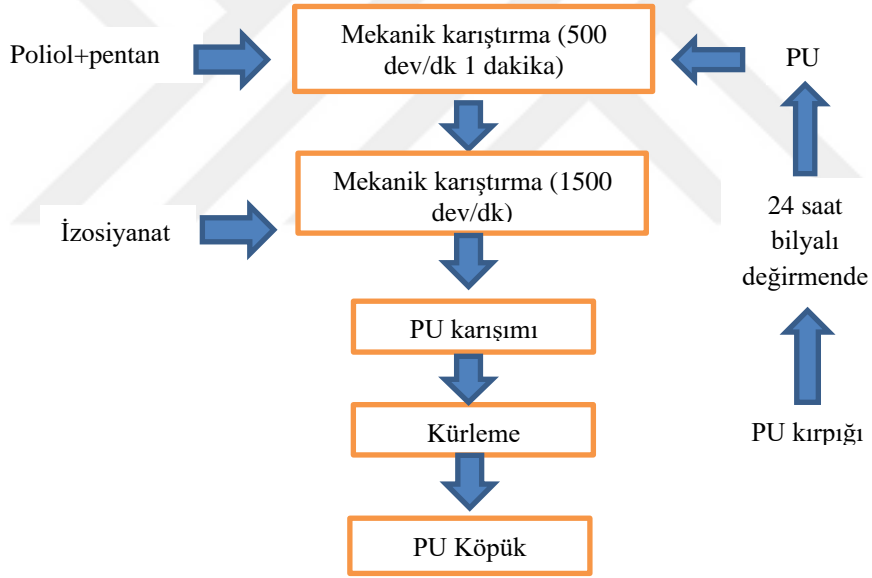 Poliol+pentan
Mekanik karıştırma (500
dev/dk 1 dakika)
PU
Mekanik karıştırma (1500
dev/dk)
İzosiyanat
24 saat
bilyalı
değirmende
PU karışımı
Kürleme
PU kırpığı
PU Köpük